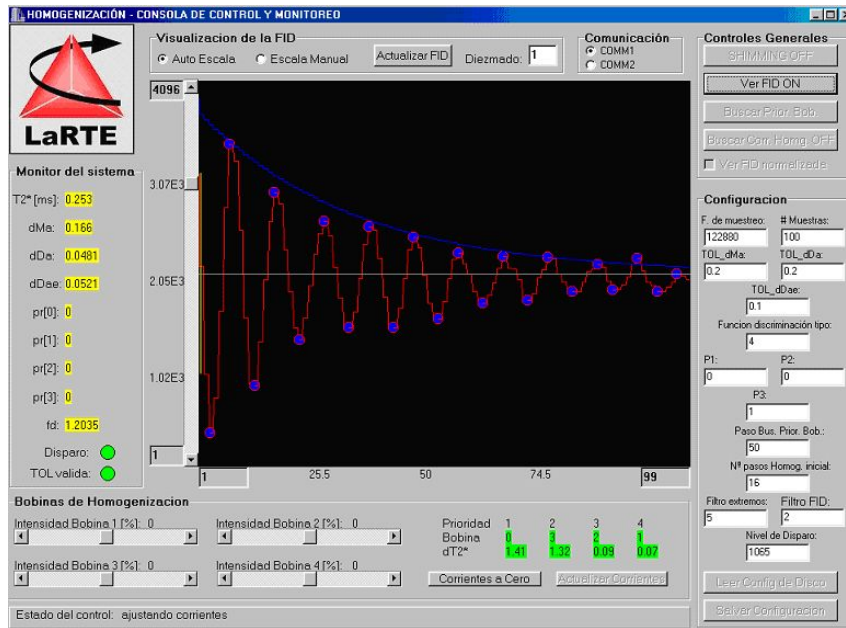 HOMOGENIZACIÓN - CONSOLA DE CONTROL Y MONITOREO
LaRTE
Visualizacion de la FID
Auto Escala
Escala Manual
Actualizar FID
Diezmado: 1
Comunicación
COMM1
COMM2
Controles Generales
SHIMMING OFF
Ver FID ON
Buscar Prior. Bob.
Buscar Corr. Homg. OFF
Ver FID normalizada
Monitor del sistema
T2* [ms]: 0.253
dMa: 0.166
dDa: 0.0481
dDae: 0.0521
pr[0]: 0
pr[1]: 0
pr[2]: 0
pr[3]: 0
fd: 1.2035
Disparo:
TOL valida:
4096
3.07E3
2.05E3
1.02E3
1
1 25.5 50 74.5 99
Configuracion
F. de muestreo: # Muestras:
122880 100
TOL_dMa: TOL_dDa:
0.2 0.2
TOL_dDae:
0.1
Funcion discriminación tipo:
4
P1: P2:
0 0
P3:
1
Paso Bus. Prior. Bob.:
50
Nº pasos Homog. inicial:
16
Filtro extremos: Filtro FID:
5 2
Nivel de Disparo:
1065
Leer Config de Disco
Salvar Configuracion
Bobinas de Homogenizacion
Intensidad Bobina 1 [%]: 0
Intensidad Bobina 2 [%]: 0
Intensidad Bobina 3 [%]: 0
Intensidad Bobina 4 [%]: 0
Prioridad 1 2 3 4
Bobina 0 3 2 1
dT2* 1.41 1.32 0.09 0.07
Corrientes a Cero
Actualizar Corrientes
Estado del control: ajustando corrientes